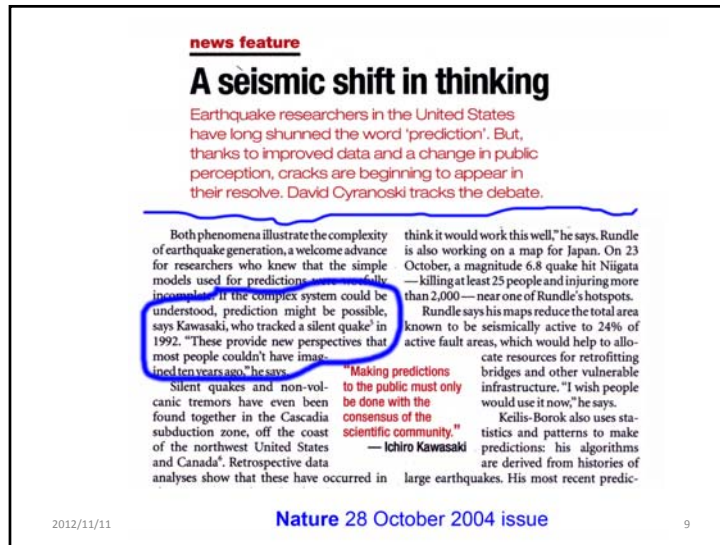 news feature
A seismic shift in thinking
Earthquake researchers in the United States
have long shunned the word 'prediction'. But,
thanks to improved data and a change in public
perception, cracks are beginning to appear in
their resolve. David Cyranoski tracks the debate.
Both phenomena illustrate the complexity
of earthquake generation, a welcome advance
for researchers who knew that the simple
models used for predictions were woefully
incomplete. If the complex system could be
understood, prediction might be possible,
says Kawasaki, who tracked a silent quake⁵ in
1992. "These provide new perspectives that
most people couldn't have imag-
ined ten years ago," he says.
Silent quakes and non-vol-
canic tremors have even been
found together in the Cascadia
subduction zone, off the coast
of the northwest United States
and Canada⁶. Retrospective data
analyses show that these have occurred in
"Making predictions
to the public must only
be done with the
consensus of the
scientific community."
— Ichiro Kawasaki
think it would work this well," he says. Rundle
is also working on a map for Japan. On 23
October, a magnitude 6.8 quake hit Niigata
— killing at least 25 people and injuring more
than 2,000 — near one of Rundle's hotspots.
Rundle says his maps reduce the total area
known to be seismically active to 24% of
active fault areas, which would help to allo-
cate resources for retrofitting
bridges and other vulnerable
infrastructure. "I wish people
would use it now," he says.
Keilis-Borok also uses sta-
tistics and patterns to make
predictions: his algorithms
are derived from histories of
large earthquakes. His most recent predic-
2012/11/11
Nature 28 October 2004 issue
9